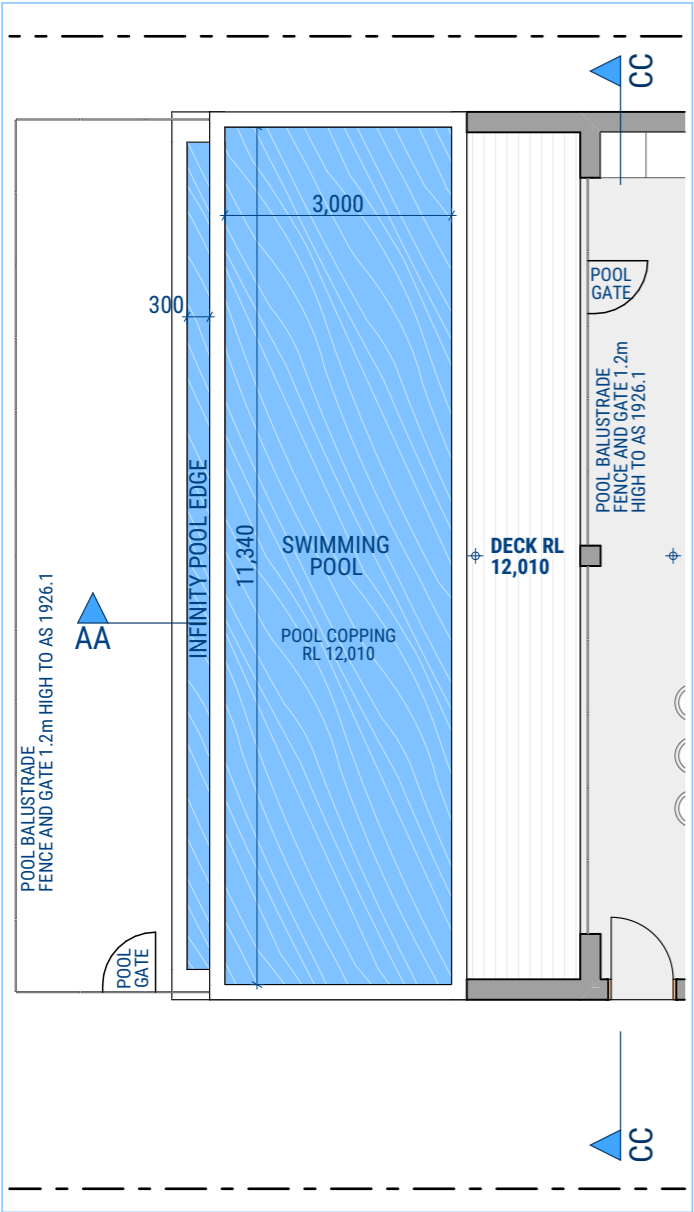 CC
3,000
POOL
GATE
300
POOL BALUSTRADE
FENCE AND GATE 1.2m
HIGH TO AS 1926.1
INFINITY POOL EDGE
11,340
SWIMMING
POOL
DECK RL
12,010
POOL COPPING
RL 12,010
AA
POOL BALUSTRADE
FENCE AND GATE 1.2m HIGH TO AS 1926.1
POOL
GATE
CC